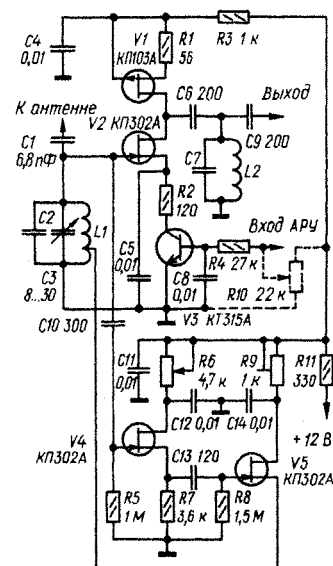 C4
0,01
V1
КП103А
R1
56
R3 1 к
К антенне
C6 200
Выход
V2 КП302А
C1
6,8 пФ
C9 200
C7
L2
R2
120
C2
L1
C5
0,01
Вход АРУ
R4 27 к
C3
8...30
C8
0,01
R10 22 к
C10 300
V3 КТ315А
C11
0,01
R6
4,7 к
R9
1 к
R11
330
C12 0,01
C14 0,01
+12 В
V4
КП302А
C13 120
V5
КП302А
R5
1 М
R7
3,6 к
R8
1,5 М